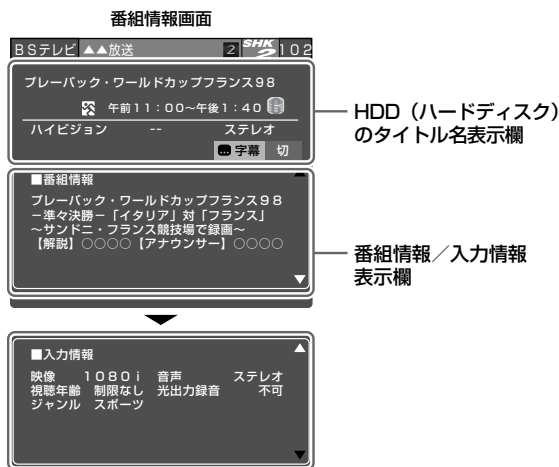 番組情報画面
BSテレビ ▲▲放送 2 SHK 2 102
プレーバック・ワールドカップフランス98
午前11:00~午後1:40
ハイビジョン -- ステレオ
字幕 切
HDD(ハードディスク)
のタイトル名表示欄
■番組情報
プレーバック・ワールドカップフランス98
－準々決勝－「イタリア」対「フランス」
~サンドニ・フランス競技場で録画~
【解説】○○○○【アナウンサー】○○○○
番組情報/入力情報
表示欄
■入力情報
映像 1080i 音声 ステレオ
視聴年齢 制限なし 光出力録音 不可
ジャンル スポーツ